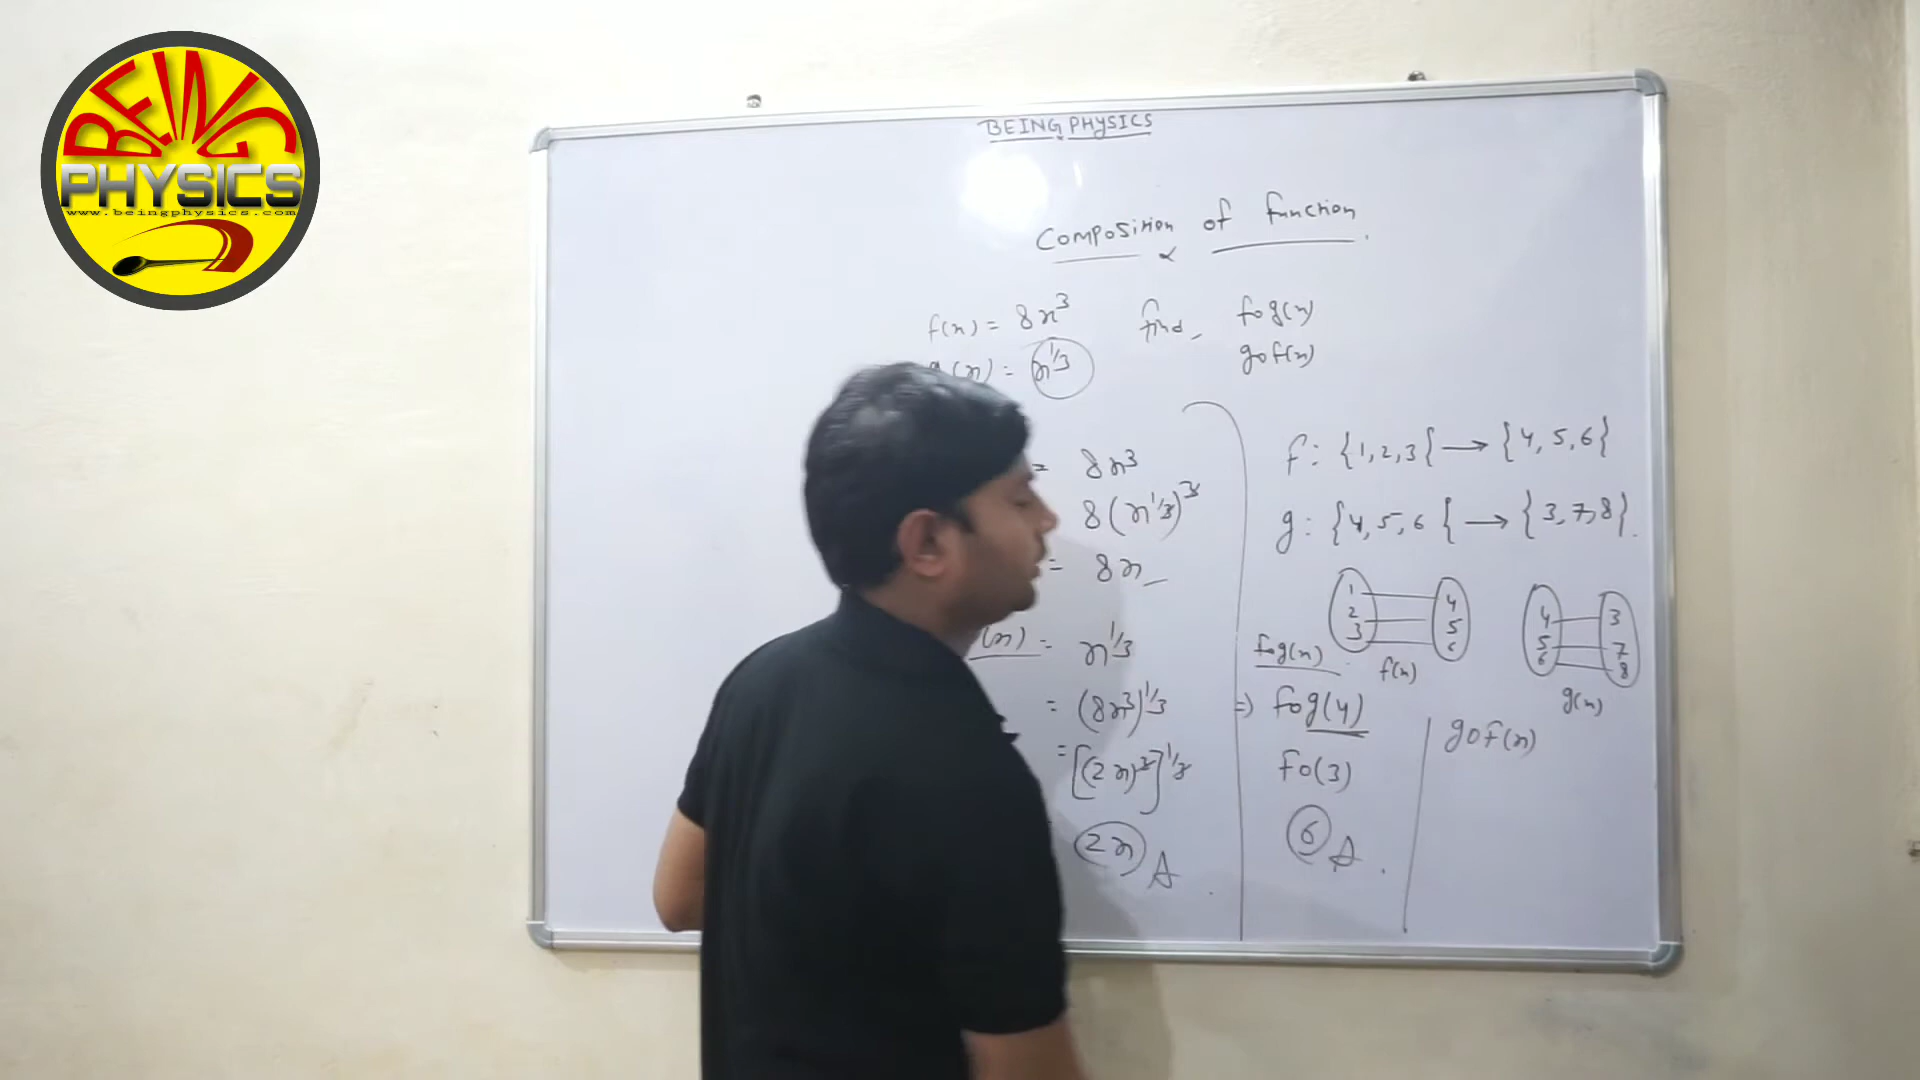 BEING
PHYSICS
www.beingphysics.com
BEING PHYSICS
Composition of function
f(x) = 8x³ find fog(x)
g(x) = x^1/3 gof(x)
= 8x³
8(x^1/3)³
= 8x
(x) = x^1/3
= (8x³)^1/3
= [(2x)³]^1/3
2x A
f: {1,2,3{ → {4,5,6}
g: {4,5,6{ → {3,7,8}.
1 4
2 5
3 6
f(x)
4 3
5 7
6 8
g(x)
fog(x)
⇒ fog(4)
fo(3)
6 A.
gof(x)